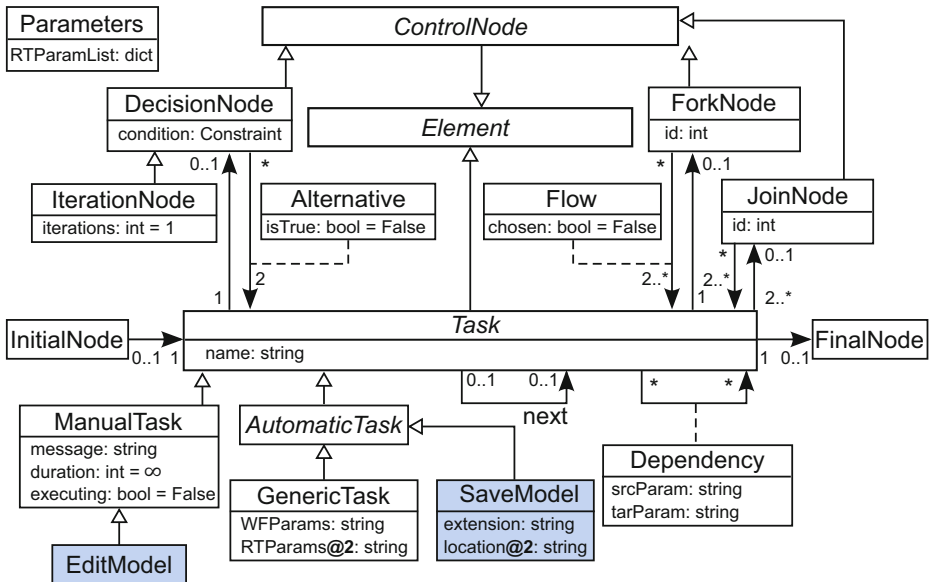 Parameters
RTParamList: dict
ControlNode
DecisionNode
condition: Constraint
ForkNode
id: int
Element
0..1
*
*
0..1
IterationNode
iterations: int = 1
Alternative
isTrue: bool = False
Flow
chosen: bool = False
JoinNode
id: int
*
0..1
1
2
2..*
1
2..*
2..*
InitialNode
0..1
1
Task
name: string
1
0..1
FinalNode
0..1
0..1
next
*
*
ManualTask
message: string
duration: int = ∞
executing: bool = False
AutomaticTask
GenericTask
WFParams: string
RTParams@2: string
SaveModel
extension: string
location@2: string
Dependency
srcParam: string
tarParam: string
EditModel